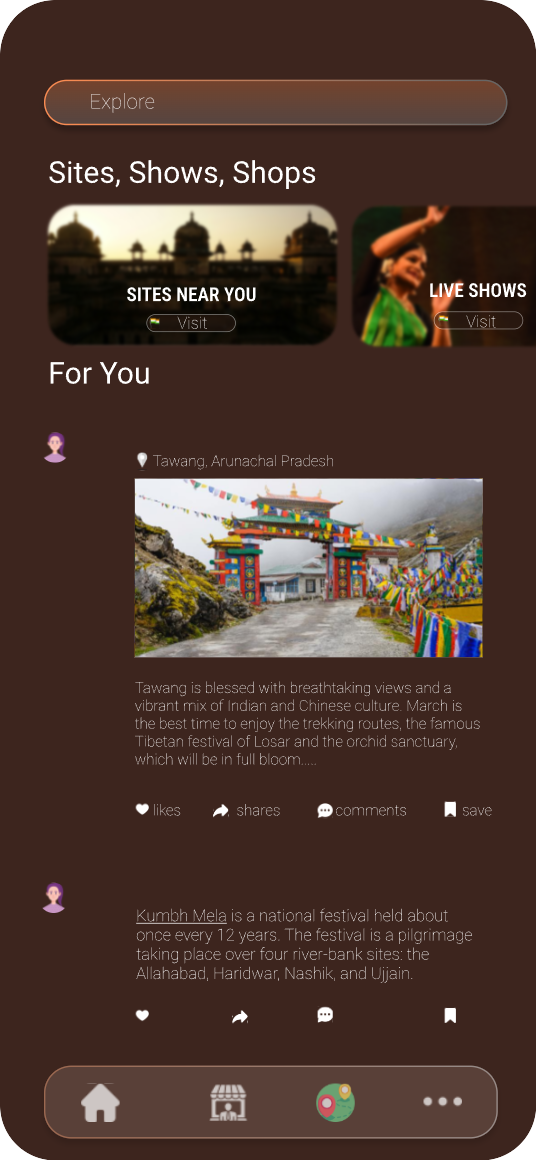 Explore
Sites, Shows, Shops
SITES NEAR YOU
Visit
LIVE SHOWS
Visit
For You
Tawang, Arunachal Pradesh
Tawang is blessed with breathtaking views and a
vibrant mix of Indian and Chinese culture. March is
the best time to enjoy the trekking routes, the famous
Tibetan festival of Losar and the orchid sanctuary,
which will be in full bloom.....
likes shares comments save
Kumbh Mela is a national festival held about
once every 12 years. The festival is a pilgrimage
taking place over four river-bank sites: the
Allahabad, Haridwar, Nashik, and Ujjain.